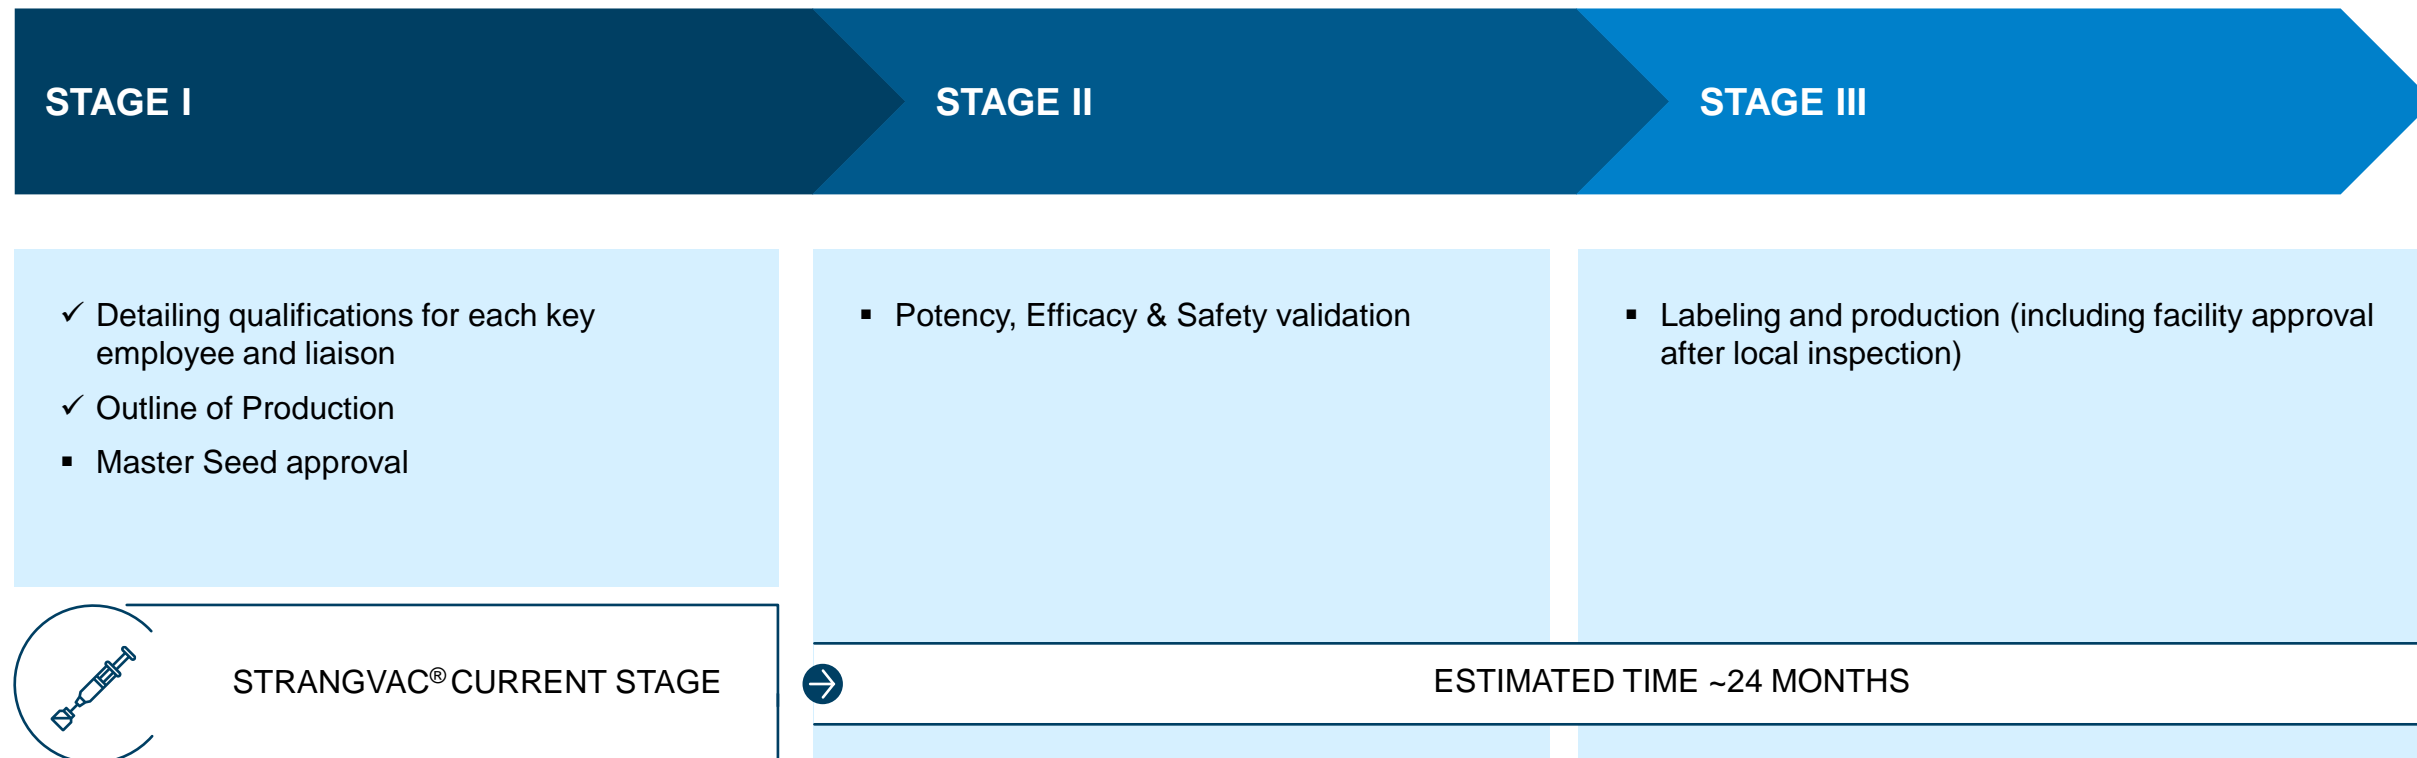 STAGE I
STAGE II
STAGE III
✓ Detailing qualifications for each key
employee and liaison
✓ Outline of Production
▪ Master Seed approval
▪ Potency, Efficacy & Safety validation
▪ Labeling and production (including facility approval
after local inspection)
STRANGVAC® CURRENT STAGE
ESTIMATED TIME ~24 MONTHS